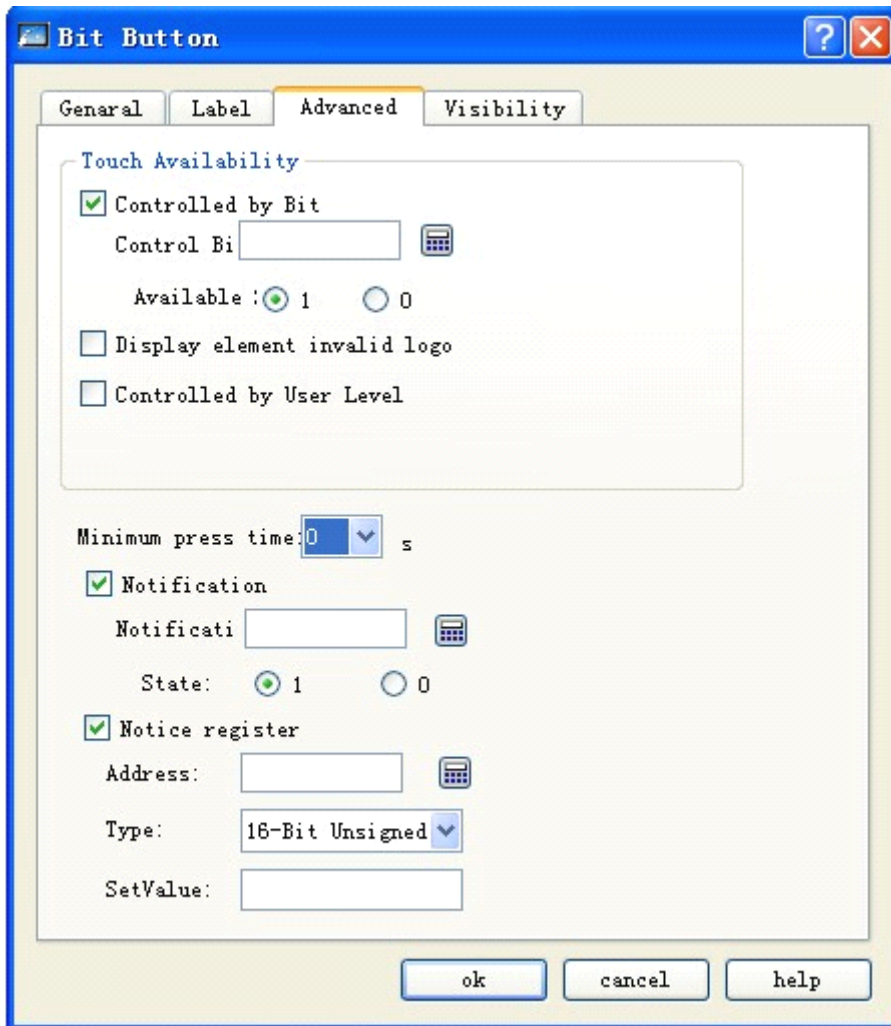 Bit Button
Genaral Label Advanced Visibility
Touch Availability
Controlled by Bit
Control Bi
Available : 1 0
Display element invalid logo
Controlled by User Level
Minimum press time: 0 s
Notification
Notificati
State: 1 0
Notice register
Address:
Type: 16-Bit Unsigned
SetValue:
ok cancel help